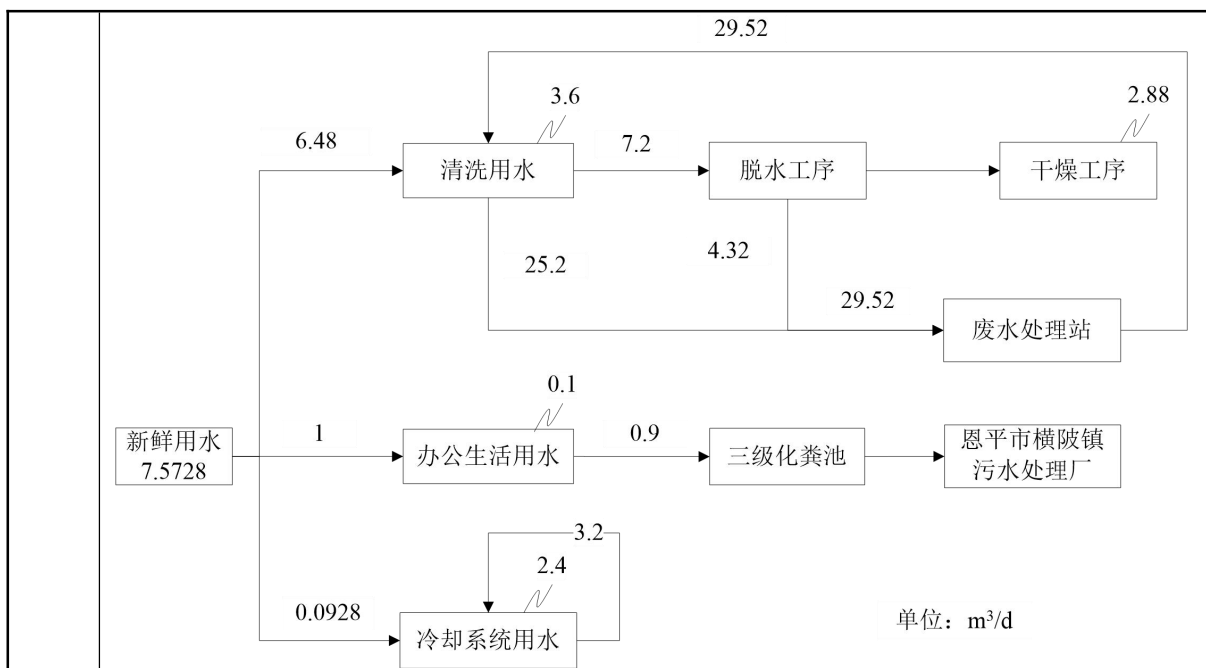 29.52
3.6
2.88
6.48
清洗用水
7.2
脱水工序
干燥工序
25.2
4.32
29.52
废水处理站
0.1
新鲜用水
7.5728
1
办公生活用水
0.9
三级化粪池
恩平市横陂镇
污水处理厂
3.2
2.4
0.0928
冷却系统用水
单位：m³/d